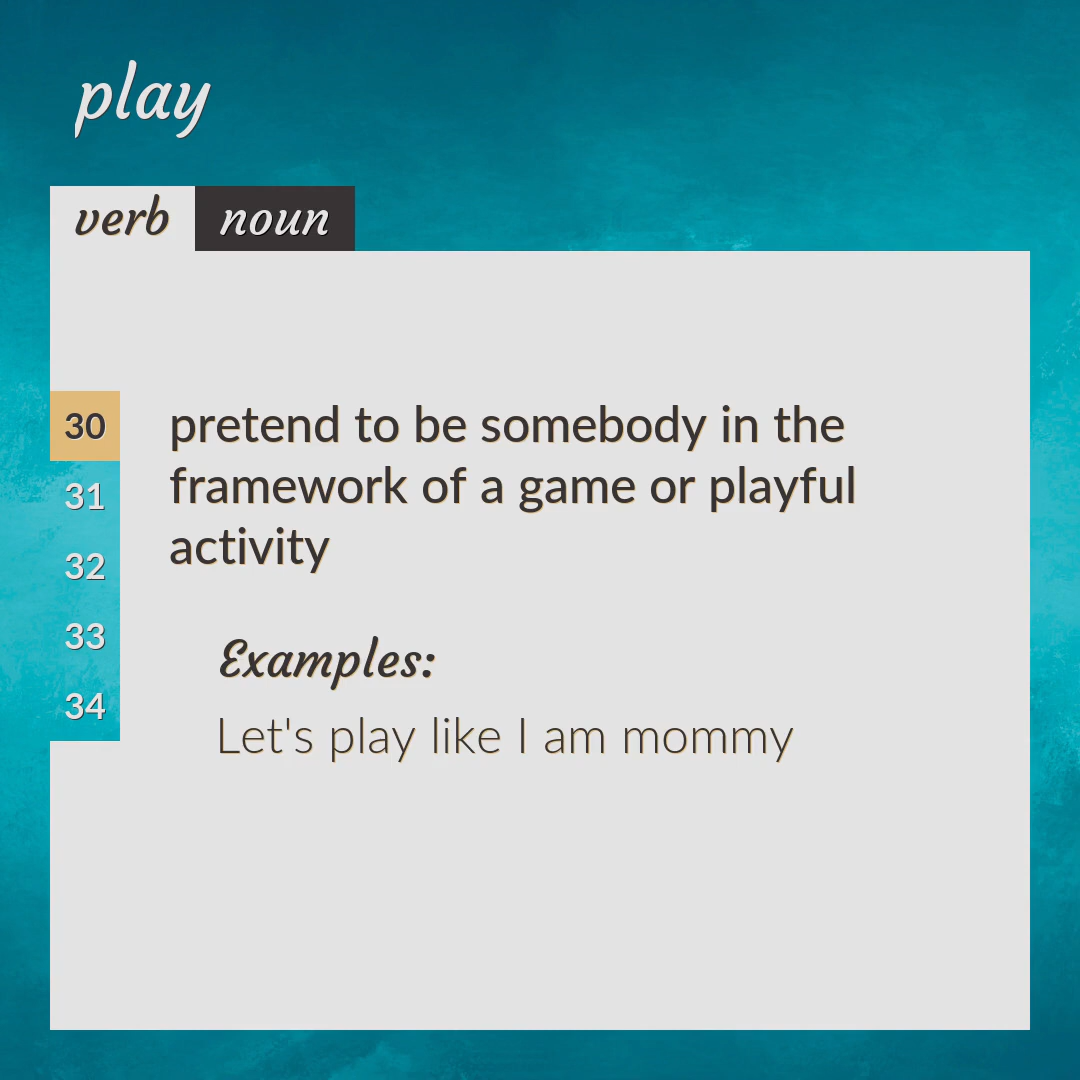 play
verb noun
30
31
32
33
34
pretend to be somebody in the
framework of a game or playful
activity
Examples:
Let's play like I am mommy